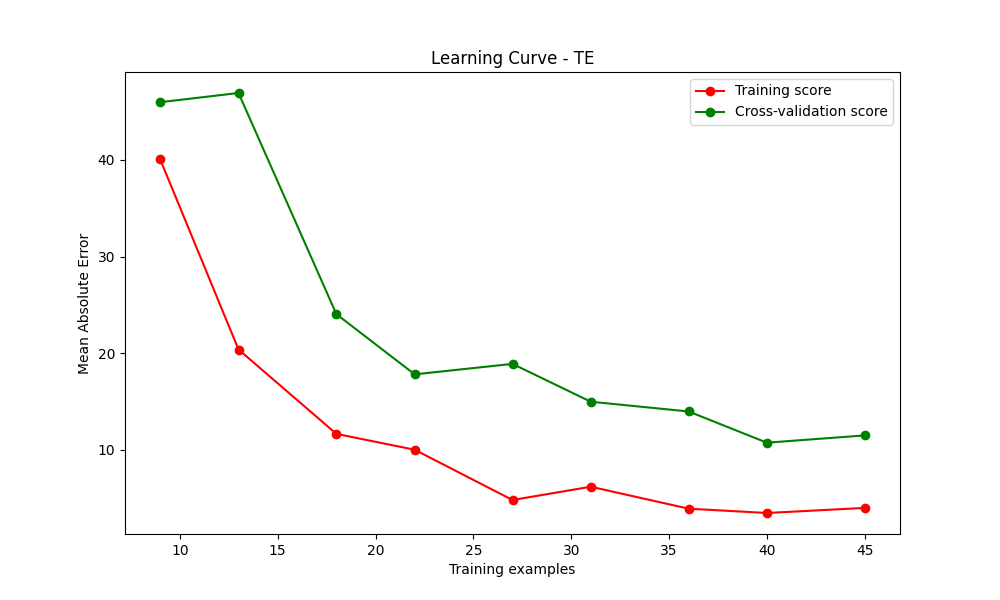 Learning Curve - TE
Training score
Cross-validation score
Mean Absolute Error
40
30
20
10
10 15 20 25 30 35 40 45
Training examples